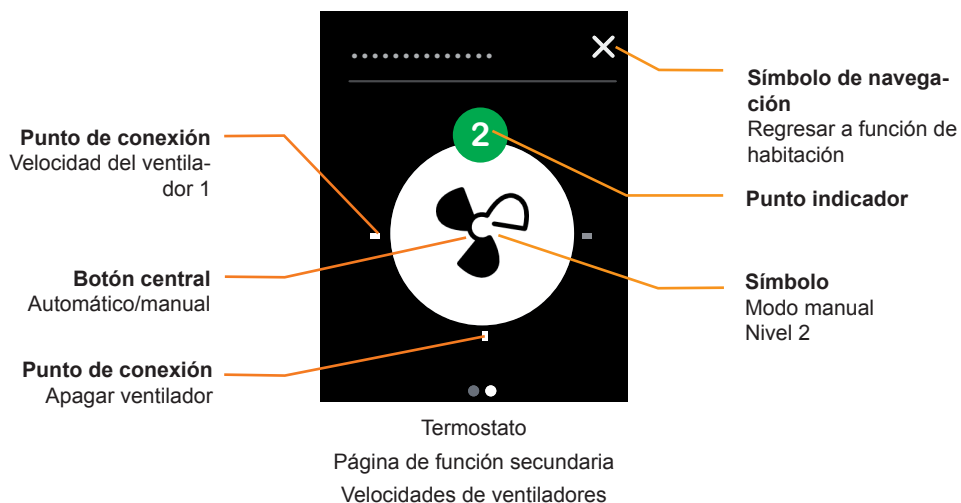 Punto de conexión
Velocidad del ventila-
dor 1
Botón central
Automático/manual
Punto de conexión
Apagar ventilador
2
Símbolo de navega-
ción
Regresar a función de
habitación
Punto indicador
Símbolo
Modo manual
Nivel 2
Termostato
Página de función secundaria
Velocidades de ventiladores